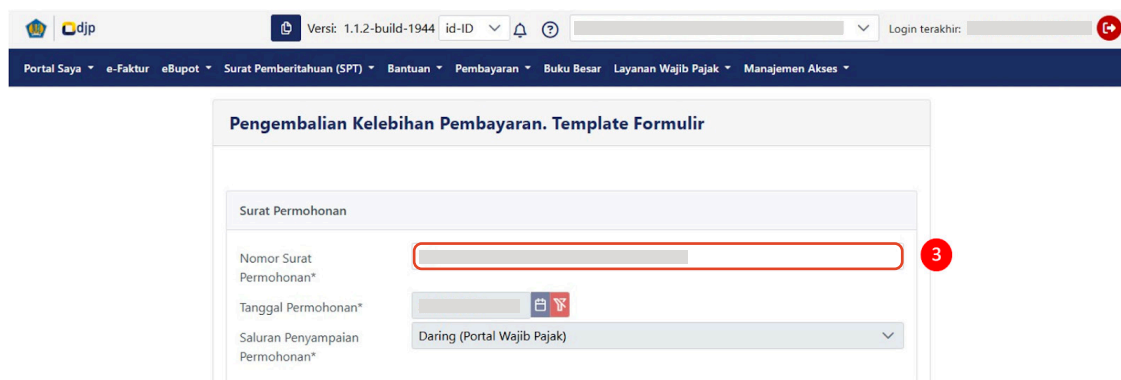 djp Versi: 1.1.2-build-1944 id-ID Login terakhir:
Portal Saya e-Faktur eBupot Surat Pemberitahuan (SPT) Bantuan Pembayaran Buku Besar Layanan Wajib Pajak Manajemen Akses
Pengembalian Kelebihan Pembayaran. Template Formulir
Surat Permohonan
Nomor Surat
Permohonan*
3
Tanggal Permohonan*
Saluran Penyampaian
Permohonan*
Daring (Portal Wajib Pajak)